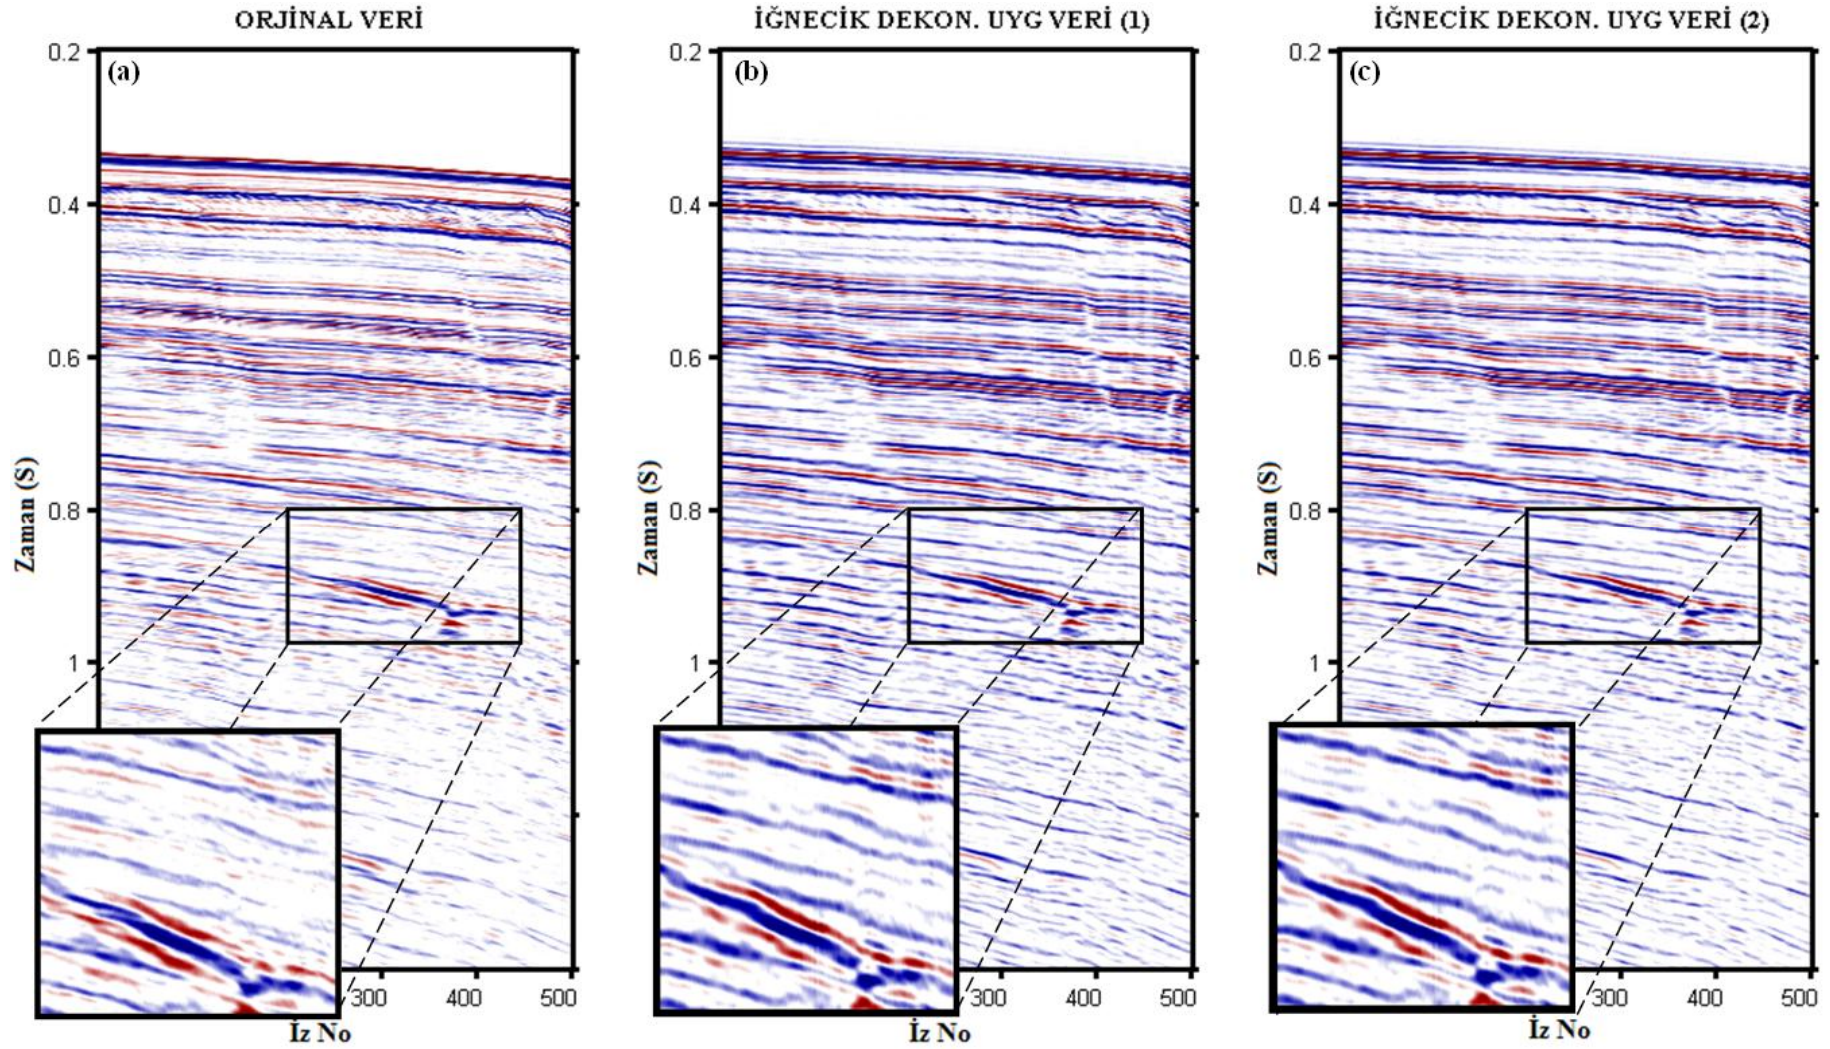 ORJİNAL VERİ
İĞNECİK DEKON. UYG VERİ (1)
İĞNECİK DEKON. UYG VERİ (2)
(a)
(b)
(c)
0.2
0.4
0.6
0.8
1
Zaman (S)
300 400 500
İz No
0.2
0.4
0.6
0.8
1
Zaman (S)
300 400 500
İz No
0.2
0.4
0.6
0.8
1
Zaman (S)
300 400 500
İz No